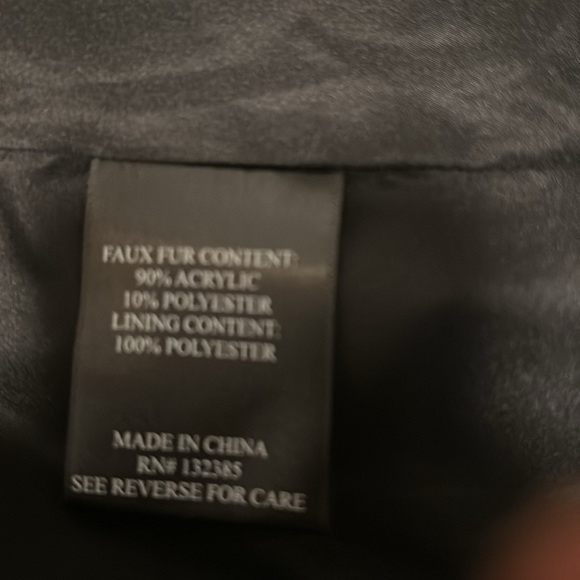 FAUX FUR CONTENT:
90% ACRYLIC
10% POLYESTER
LINING CONTENT:
100% POLYESTER
MADE IN CHINA
RN# 132385
SEE REVERSE FOR CARE